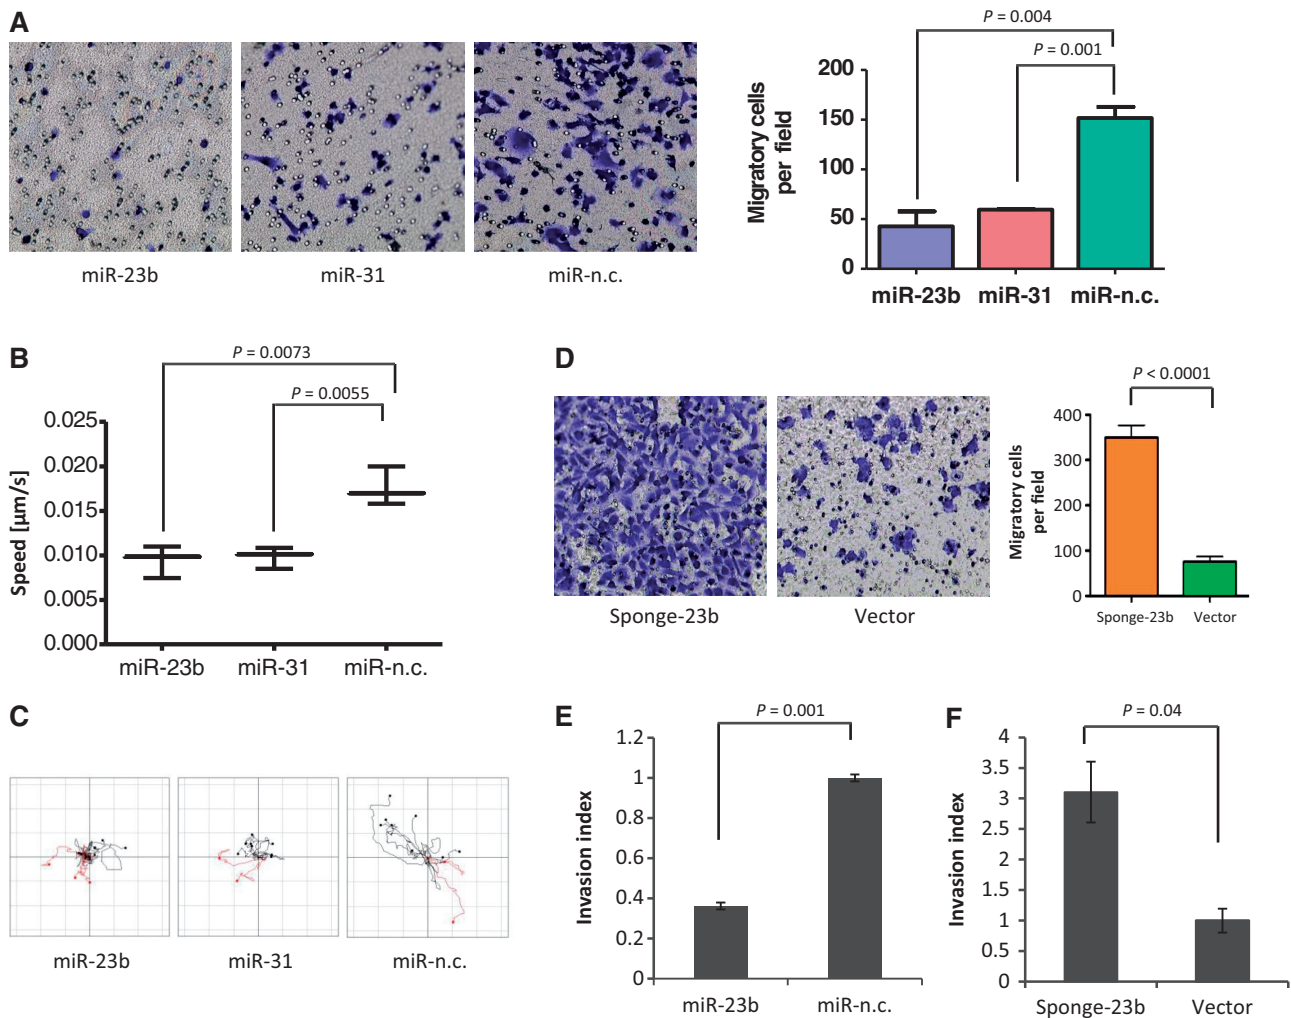 A
miR-23b
miR-31
miR-n.c.
P = 0.004
P = 0.001
Migratory cells
per field
200
150
100
50
0
miR-23b
miR-31
miR-n.c.
B
P = 0.0073
P = 0.0055
Speed [µm/s]
0.025
0.020
0.015
0.010
0.005
0.000
miR-23b
miR-31
miR-n.c.
D
Sponge-23b
Vector
P < 0.0001
Migratory cells
per field
400
300
200
100
0
Sponge-23b
Vector
C
miR-23b
miR-31
miR-n.c.
E
P = 0.001
Invasion index
1.2
1
0.8
0.6
0.4
0.2
0
miR-23b
miR-n.c.
F
P = 0.04
Invasion index
4
3.5
3
2.5
2
1.5
1
0.5
0
Sponge-23b
Vector